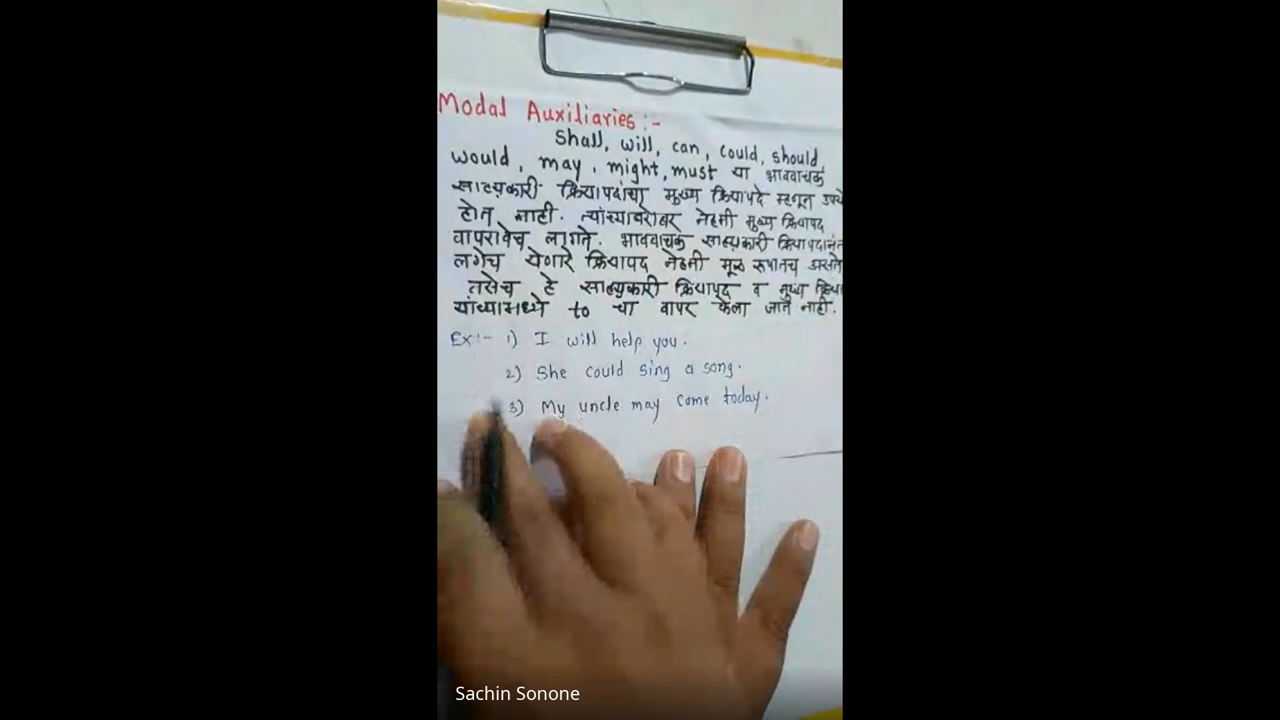 Modal Auxiliaries :-
Shall, will, can, could, should,
would, may, might, must या भाववाचक
साह्यकारी क्रियापदांचा मुख्य क्रियापदे म्हणून
होत नाही. त्यांच्याबरोबर नेहमी मुख्य क्रियापद
वापरावेच लागते. भाववाचक साह्यकारी क्रियापदानंत
लगेच येणारे क्रियापद नेहमी मूळ रूपातच असते
तसेच हे साह्यकारी क्रियापद व मुख्य क्रिया
यांच्यामध्ये to चा वापर केला जात नाही.
Ex:- 1) I will help you.
2) She could sing a song.
3) My uncle may come today.
Sachin Sonone